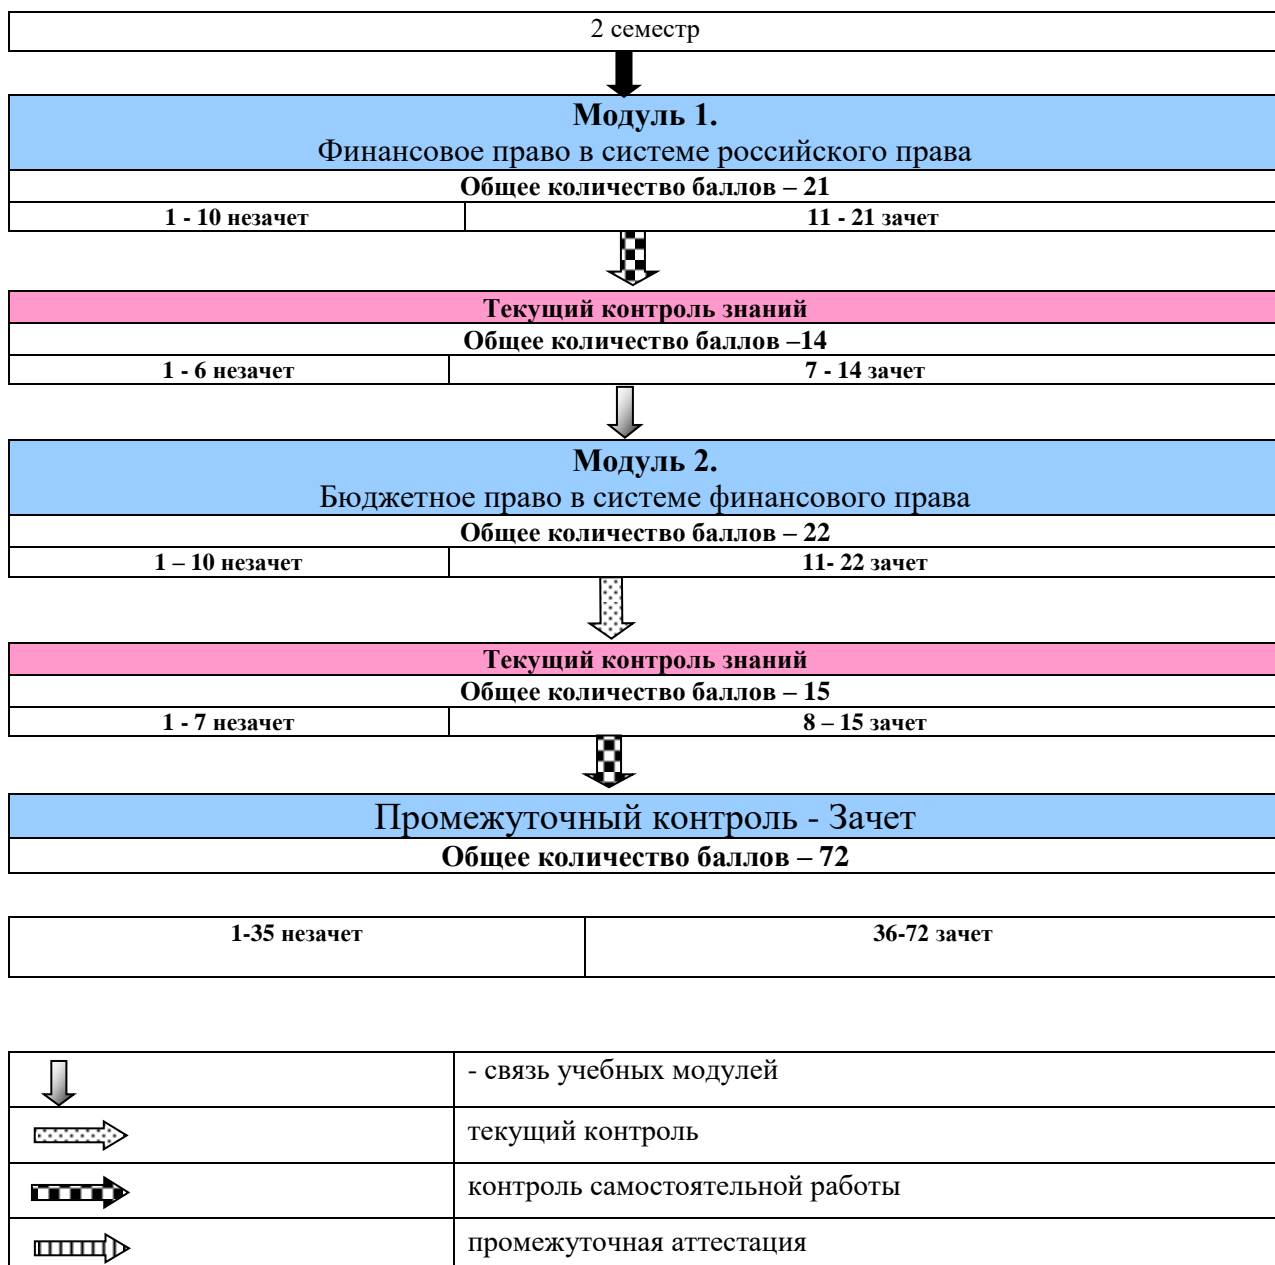 2 семестр
Модуль 1.
Финансовое право в системе российского права
Общее количество баллов – 21
1 - 10 незачет
11 - 21 зачет
Текущий контроль знаний
Общее количество баллов –14
1 - 6 незачет
7 - 14 зачет
Модуль 2.
Бюджетное право в системе финансового права
Общее количество баллов – 22
1 – 10 незачет
11- 22 зачет
Текущий контроль знаний
Общее количество баллов – 15
1 - 7 незачет
8 – 15 зачет
Промежуточный контроль - Зачет
Общее количество баллов – 72
1-35 незачет
36-72 зачет
- связь учебных модулей
текущий контроль
контроль самостоятельной работы
промежуточная аттестация